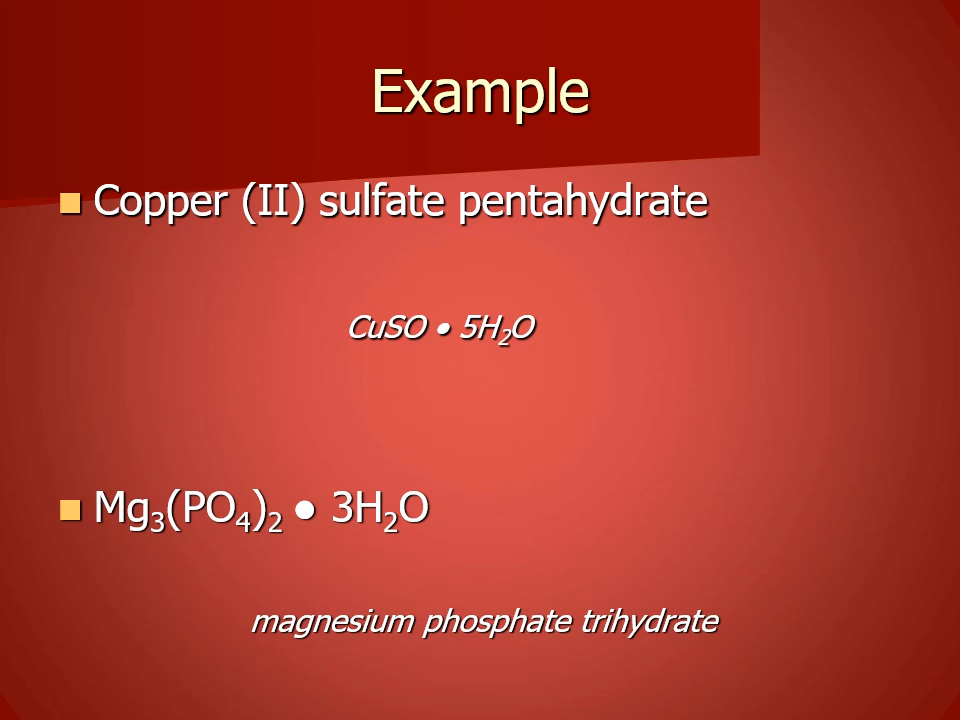 Example
Copper (II) sulfate pentahydrate
CuSO ● 5H₂O
Mg₃(PO₄)₂ ● 3H₂O
magnesium phosphate trihydrate